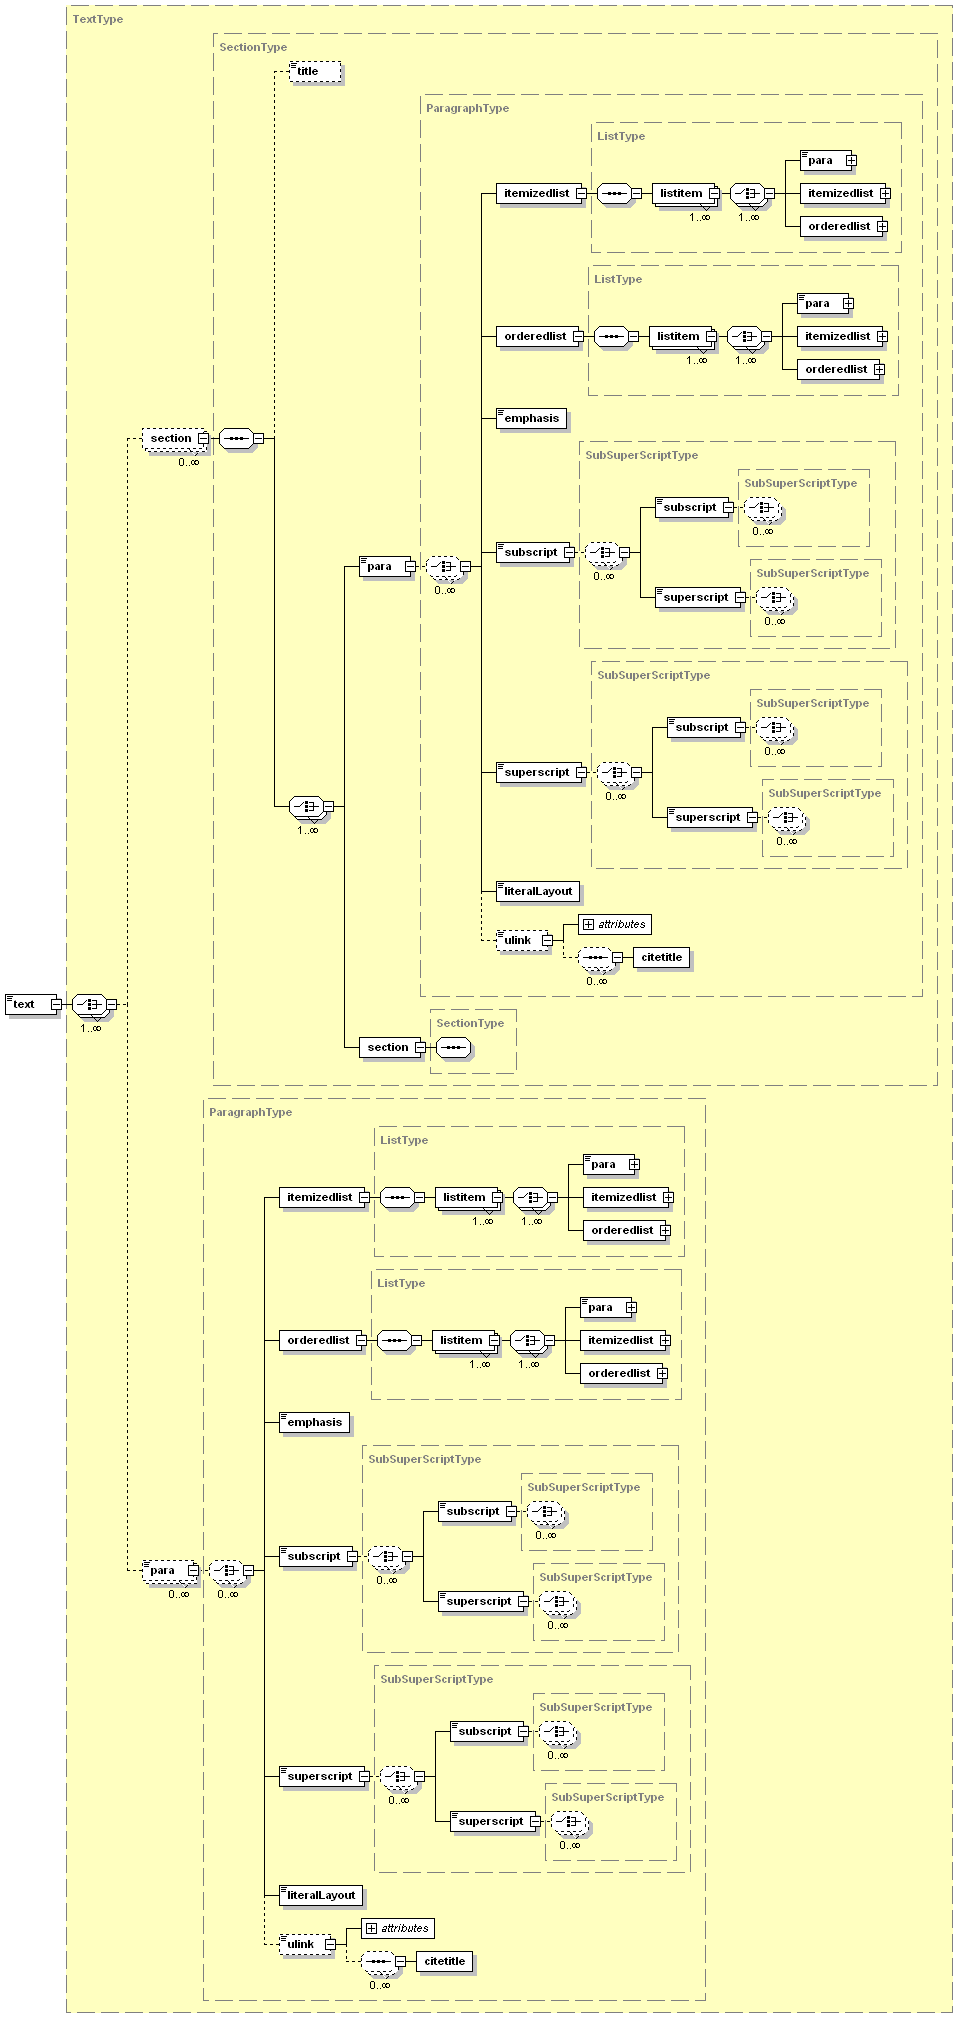 TextType
SectionType
title
ParagraphType
ListType
para
itemizedlist
listitem
itemizedlist
1..∞
1..∞
orderedlist
ListType
para
orderedlist
listitem
itemizedlist
1..∞
1..∞
orderedlist
emphasis
section
0..∞
SubSuperScriptType
SubSuperScriptType
subscript
0..∞
subscript
0..∞
SubSuperScriptType
superscript
0..∞
para
0..∞
SubSuperScriptType
SubSuperScriptType
subscript
0..∞
superscript
0..∞
SubSuperScriptType
superscript
0..∞
1..∞
literalLayout
attributes
ulink
citetitle
0..∞
text
1..∞
SectionType
section
ParagraphType
ListType
para
itemizedlist
listitem
itemizedlist
1..∞
1..∞
orderedlist
ListType
para
orderedlist
listitem
itemizedlist
1..∞
1..∞
orderedlist
emphasis
SubSuperScriptType
SubSuperScriptType
subscript
0..∞
subscript
0..∞
SubSuperScriptType
superscript
0..∞
para
0..∞
0..∞
SubSuperScriptType
SubSuperScriptType
subscript
0..∞
superscript
0..∞
SubSuperScriptType
superscript
0..∞
literalLayout
attributes
ulink
citetitle
0..∞